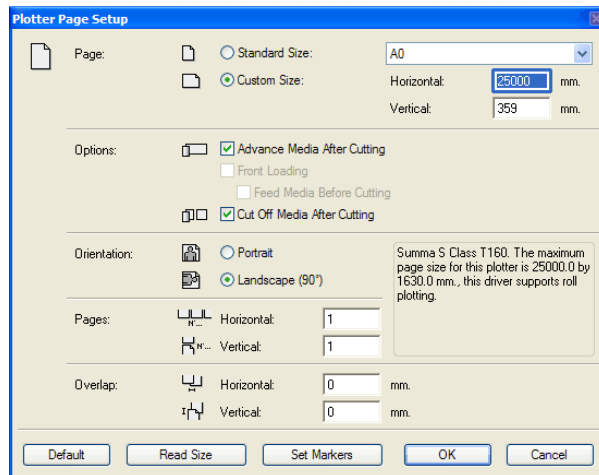 Plotter Page Setup
Page:
Standard Size:
A0
Custom Size:
Horizontal:
25000
mm.
Vertical:
359
mm.
Options:
Advance Media After Cutting
Front Loading
Feed Media Before Cutting
Cut Off Media After Cutting
Orientation:
Portrait
Landscape (90°)
Summa S Class T160. The maximum
page size for this plotter is 25000.0 by
1630.0 mm., this driver supports roll
plotting.
Pages:
N'...
Horizontal:
1
N'...
Vertical:
1
Overlap:
Horizontal:
0
mm.
Vertical:
0
mm.
Default
Read Size
Set Markers
OK
Cancel